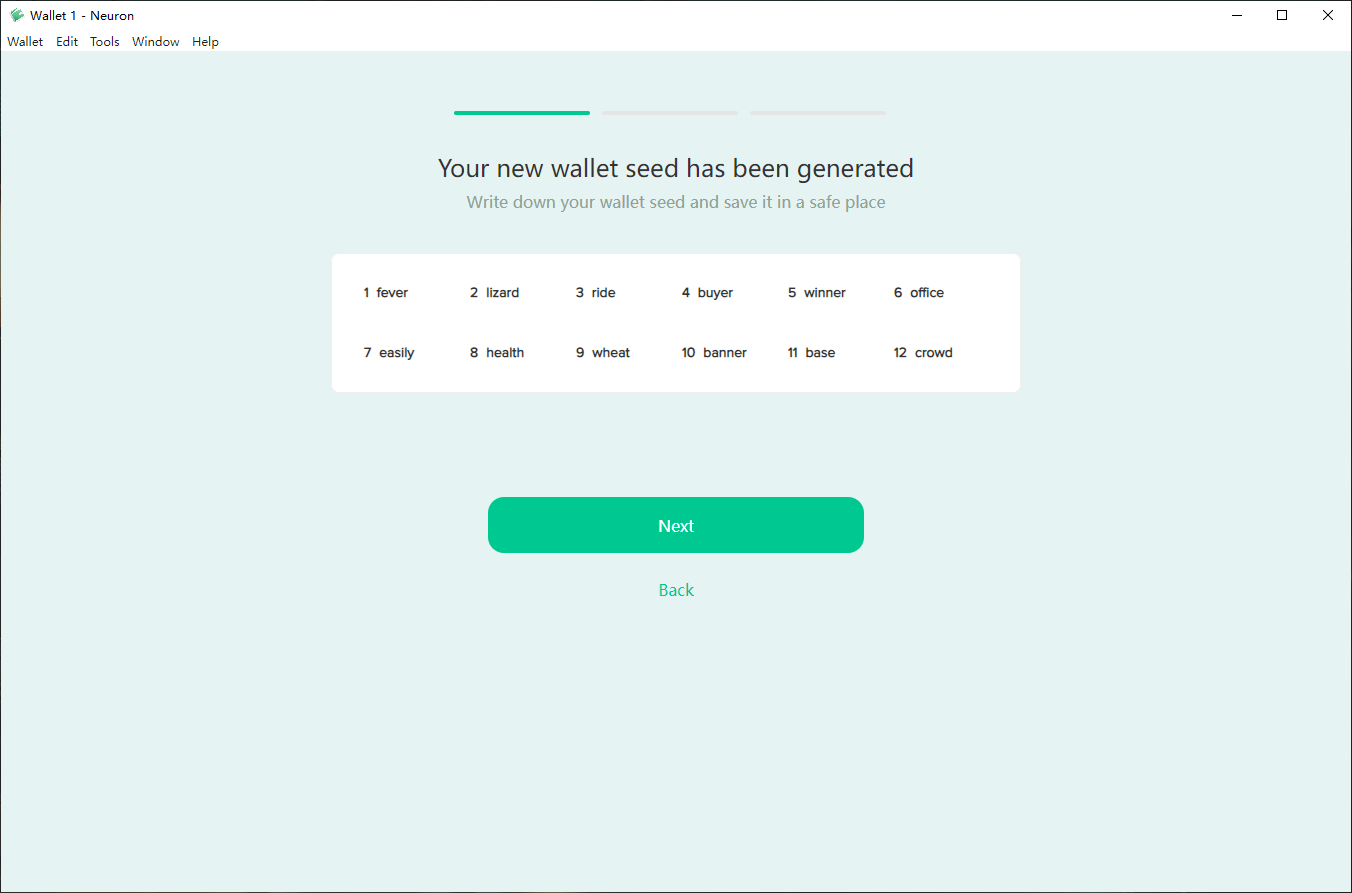 Wallet 1 - Neuron
Wallet Edit Tools Window Help
Your new wallet seed has been generated
Write down your wallet seed and save it in a safe place
1 fever 2 lizard 3 ride 4 buyer 5 winner 6 office
7 easily 8 health 9 wheat 10 banner 11 base 12 crowd
Next
Back